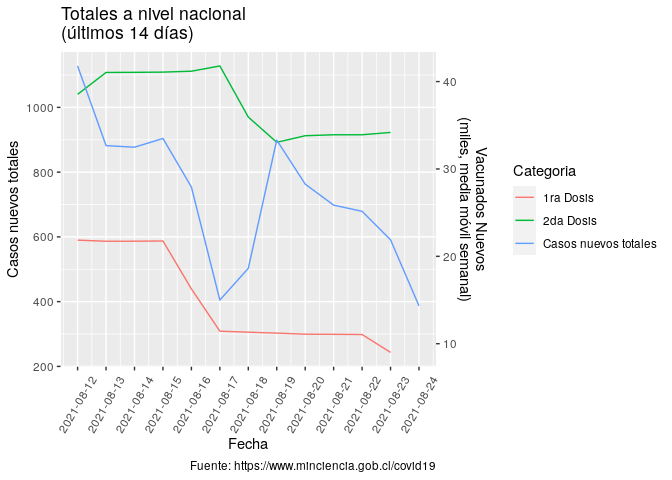 Totales a nivel nacional
(últimos 14 días)
Casos nuevos totales
1000
800
600
400
200
40
30
20
10
Vacunados Nuevos
(miles, media móvil semanal)
2021-08-12
2021-08-13
2021-08-14
2021-08-15
2021-08-16
2021-08-17
2021-08-18
2021-08-19
2021-08-20
2021-08-21
2021-08-22
2021-08-23
2021-08-24
Fecha
Categoria
1ra Dosis
2da Dosis
Casos nuevos totales
Fuente: https://www.minciencia.gob.cl/covid19